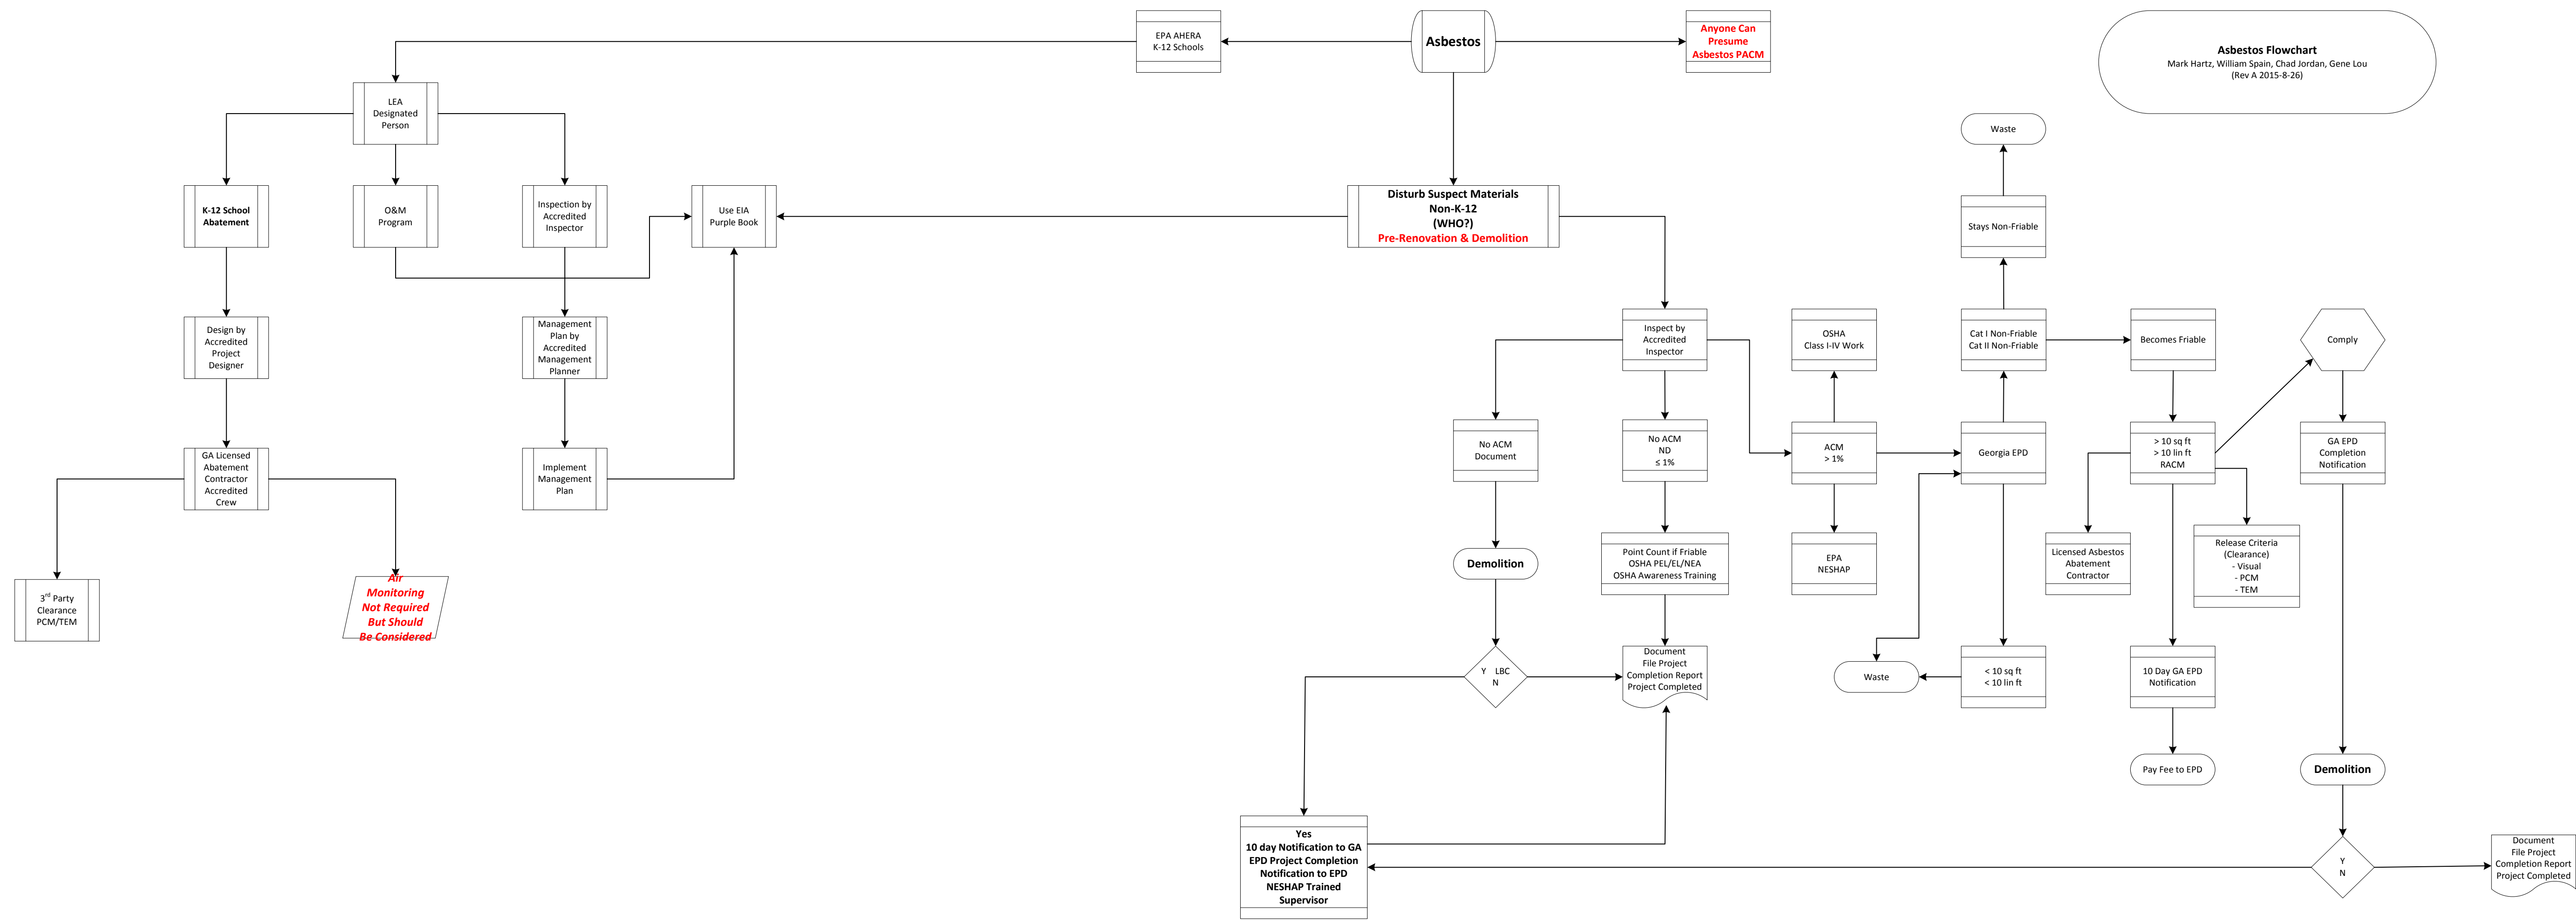 EPA AHERA
K-12 Schools
Asbestos
Anyone Can
Presume
Asbestos PACM
Asbestos Flowchart
Mark Hartz, William Spain, Chad Jordan, Gene Lou
(Rev A 2015-8-26)
LEA
Designated
Person
Waste
K-12 School
Abatement
O&M
Program
Inspection by
Accredited
Inspector
Use EIA
Purple Book
Disturb Suspect Materials
Non-K-12
(WHO?)
Pre-Renovation & Demolition
Stays Non-Friable
Design by
Accredited
Project
Designer
Management
Plan by
Accredited
Management
Planner
Inspect by
Accredited
Inspector
OSHA
Class I-IV Work
Cat I Non-Friable
Cat II Non-Friable
Becomes Friable
Comply
GA Licensed
Abatement
Contractor
Accredited
Crew
Implement
Management
Plan
No ACM
Document
No ACM
ND
≤ 1%
ACM
> 1%
Georgia EPD
> 10 sq ft
> 10 lin ft
RACM
GA EPD
Completion
Notification
3rd Party
Clearance
PCM/TEM
Air
Monitoring
Not Required
But Should
Be Considered
Demolition
Point Count if Friable
OSHA PEL/EL/NEA
OSHA Awareness Training
EPA
NESHAP
Licensed Asbestos
Abatement
Contractor
Release Criteria
(Clearance)
- Visual
- PCM
- TEM
Y LBC
N
Document
File Project
Completion Report
Project Completed
Waste
< 10 sq ft
< 10 lin ft
10 Day GA EPD
Notification
Pay Fee to EPD
Demolition
Yes
10 day Notification to GA
EPD Project Completion
Notification to EPD
NESHAP Trained
Supervisor
Y
N
Document
File Project
Completion Report
Project Completed